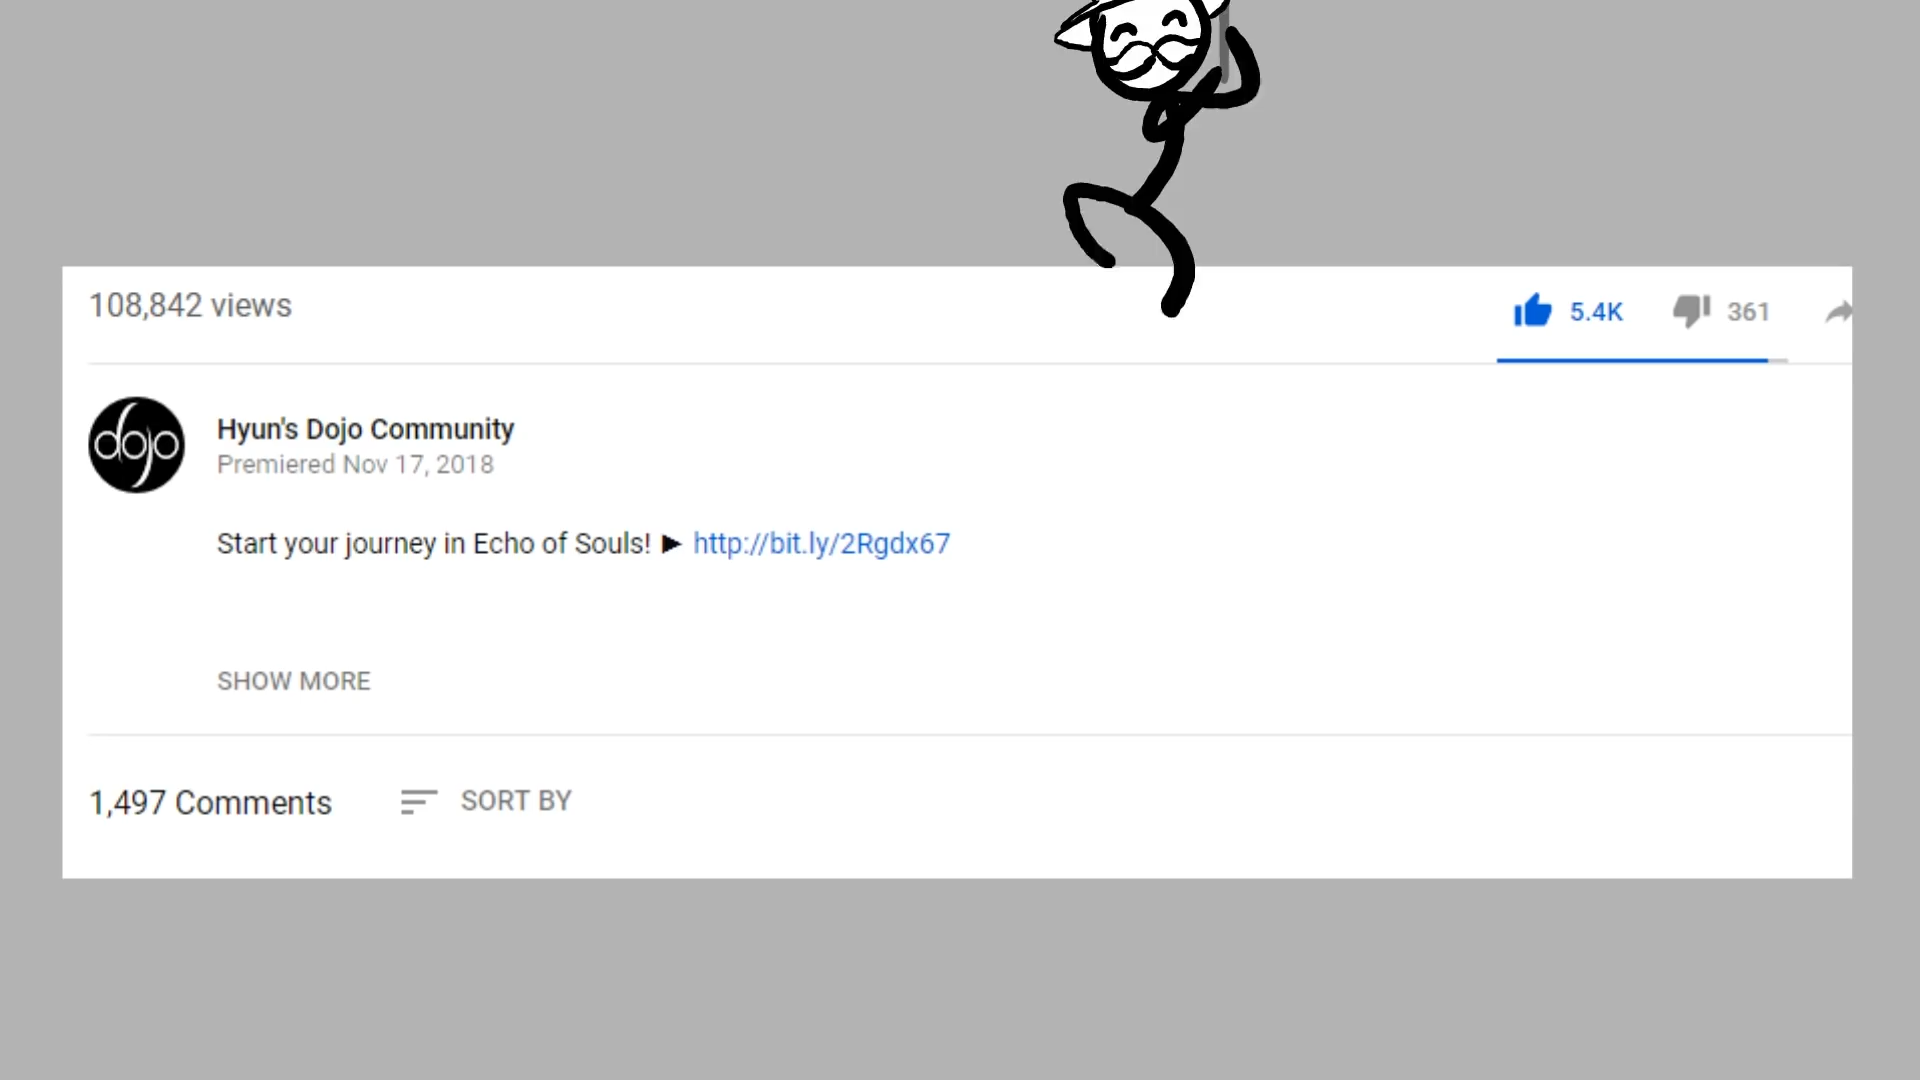 108,842 views
5.4K
361
dojo
Hyun's Dojo Community
Premiered Nov 17, 2018
Start your journey in Echo of Souls! ► http://bit.ly/2Rgdx67
SHOW MORE
1,497 Comments
SORT BY